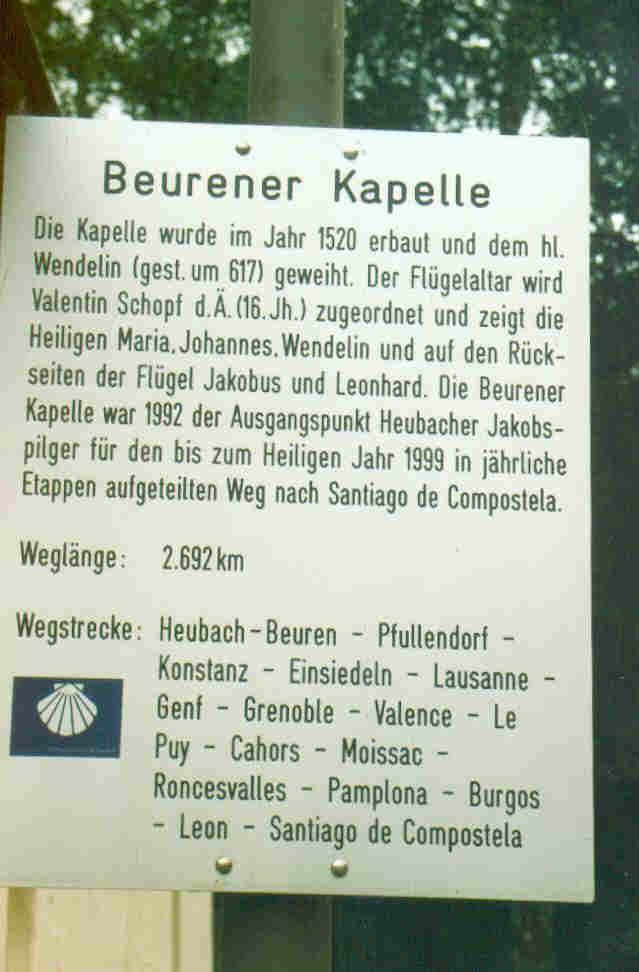 Beurener Kapelle
Die Kapelle wurde im Jahr 1520 erbaut und dem hl.
Wendelin (gest. um 617) geweiht. Der Flügelaltar wird
Valentin Schopf d.Ä. (16.Jh.) zugeordnet und zeigt die
Heiligen Maria, Johannes, Wendelin und auf den Rück-
seiten der Flügel Jakobus und Leonhard. Die Beurener
Kapelle war 1992 der Ausgangspunkt Heubacher Jakobs-
pilger für den bis zum Heiligen Jahr 1999 in jährliche
Etappen aufgeteilten Weg nach Santiago de Compostela.
Weglänge: 2.692 km
Wegstrecke: Heubach-Beuren - Pfullendorf -
Konstanz - Einsiedeln - Lausanne -
Genf - Grenoble - Valence - Le
Puy - Cahors - Moissac -
Roncesvalles - Pamplona - Burgos
- Leon - Santiago de Compostela